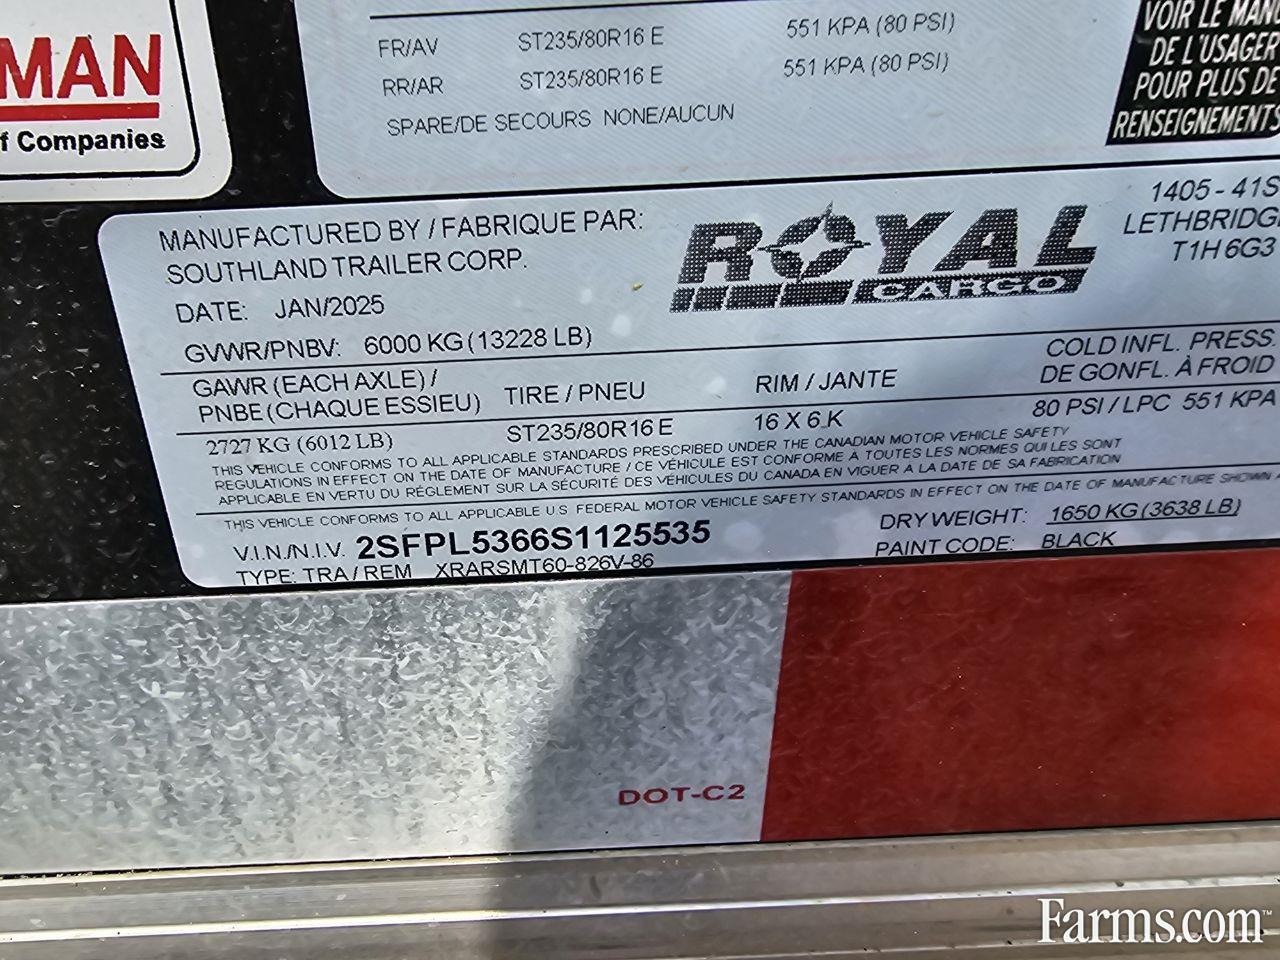 MAN
f Companies
FR/AV ST235/80R16 E 551 KPA (80 PSI)
RR/AR ST235/80R16 E 551 KPA (80 PSI)
SPARE/DE SECOURS NONE/AUCUN
VOIR LE MANU
DE L'USAGER
POUR PLUS DE
RENSEIGNEMENTS
MANUFACTURED BY / FABRIQUE PAR:
SOUTHLAND TRAILER CORP.
ROYAL
CARGO
1405 - 41S
LETHBRIDGE
T1H 6G3
DATE: JAN/2025
GVWR/PNBV: 6000 KG (13228 LB)
GAWR (EACH AXLE) /
PNBE (CHAQUE ESSIEU) TIRE / PNEU RIM / JANTE COLD INFL. PRESS.
DE GONFL. À FROID
2727 KG (6012 LB) ST235/80R16 E 16 X 6 K 80 PSI / LPC 551 KPA
THIS VEHICLE CONFORMS TO ALL APPLICABLE STANDARDS PRESCRIBED UNDER THE CANADIAN MOTOR VEHICLE SAFETY
REGULATIONS IN EFFECT ON THE DATE OF MANUFACTURE / CE VÉHICULE EST CONFORME À TOUTES LES NORMES QUI LES SONT
APPLICABLE EN VERTU DU RÉGLEMENT SUR LA SÉCURITÉ DES VÉHICULES DU CANADA EN VIGUER A LA DATE DE SA FABRICATION
THIS VEHICLE CONFORMS TO ALL APPLICABLE U.S. FEDERAL MOTOR VEHICLE SAFETY STANDARDS IN EFFECT ON THE DATE OF MANUFACTURE SHOWN A
V.I.N/N.I.V. 2SFPL5366S1125535 DRY WEIGHT: 1650 KG (3638 LB)
TYPE: TRA / REM XRARSMT60-826V-86 PAINT CODE: BLACK
DOT-C2
Farms.com™